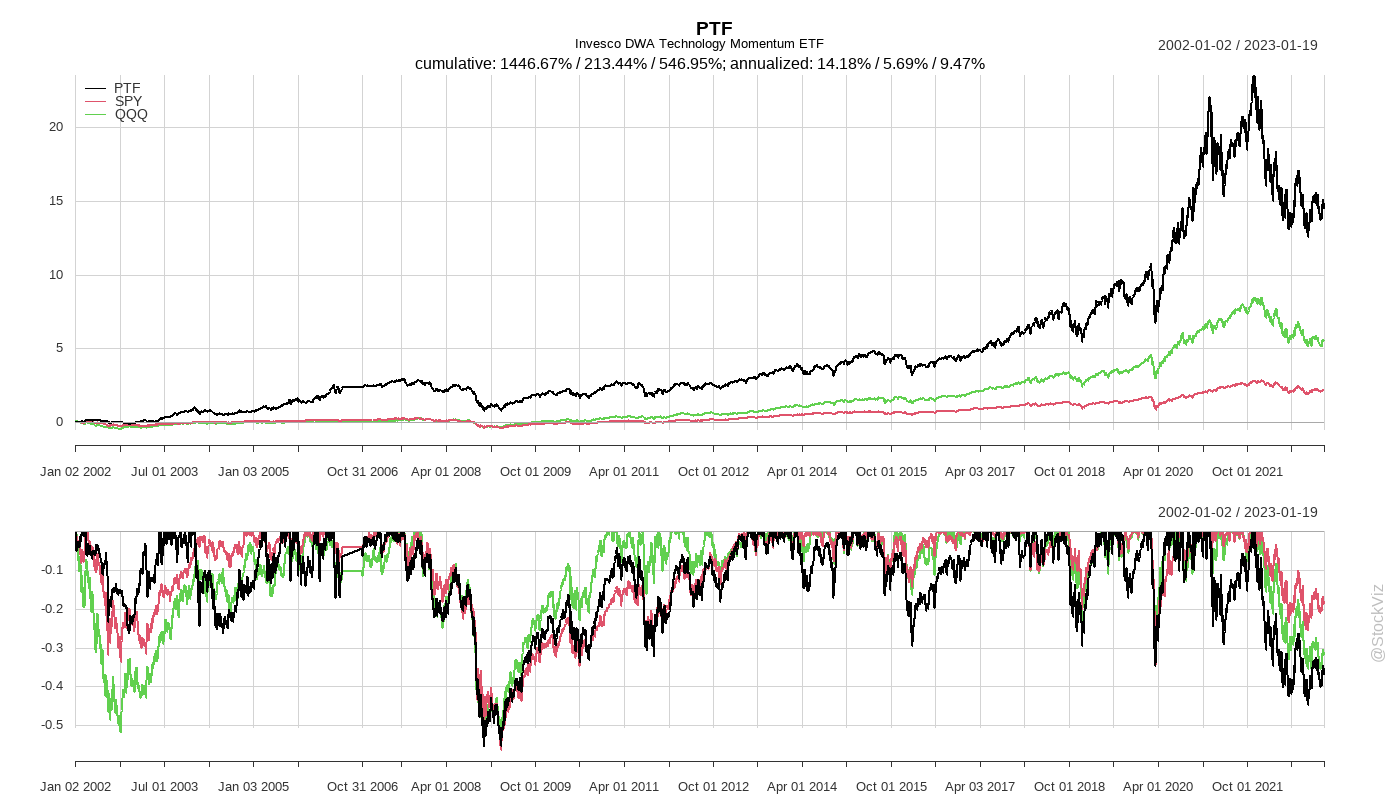 PTF
Invesco DWA Technology Momentum ETF
2002-01-02 / 2023-01-19
cumulative: 1446.67% / 213.44% / 546.95%; annualized: 14.18% / 5.69% / 9.47%
PTF
SPY
QQQ
20
15
10
5
0
Jan 02 2002 Jul 01 2003 Jan 03 2005 Oct 31 2006 Apr 01 2008 Oct 01 2009 Apr 01 2011 Oct 01 2012 Apr 01 2014 Oct 01 2015 Apr 03 2017 Oct 01 2018 Apr 01 2020 Oct 01 2021
2002-01-02 / 2023-01-19
-0.1
-0.2
-0.3
-0.4
-0.5
Jan 02 2002 Jul 01 2003 Jan 03 2005 Oct 31 2006 Apr 01 2008 Oct 01 2009 Apr 01 2011 Oct 01 2012 Apr 01 2014 Oct 01 2015 Apr 03 2017 Oct 01 2018 Apr 01 2020 Oct 01 2021
@StockViz